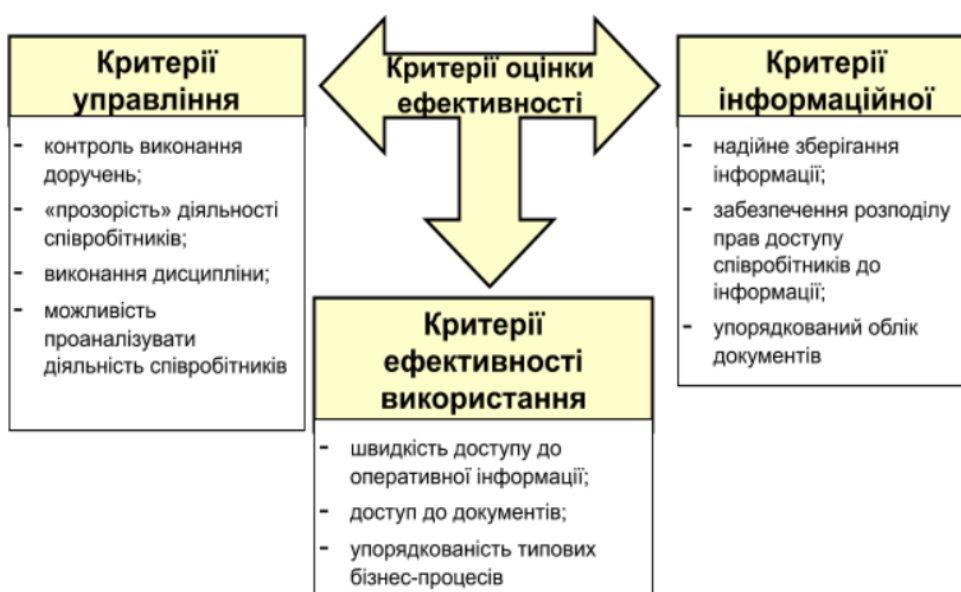 Критерії
управління
- контроль виконання
доручень;
- «прозорість» діяльності
співробітників;
- виконання дисципліни;
- можливість
проаналізувати
діяльність співробітників
Критерії оцінки
ефективності
Критерії
інформаційної
- надійне зберігання
інформації;
- забезпечення розподілу
прав доступу
співробітників до
інформації;
- упорядкований облік
документів
Критерії
ефективності
використання
- швидкість доступу до
оперативної інформації;
- доступ до документів;
- упорядкованість типових
бізнес-процесів